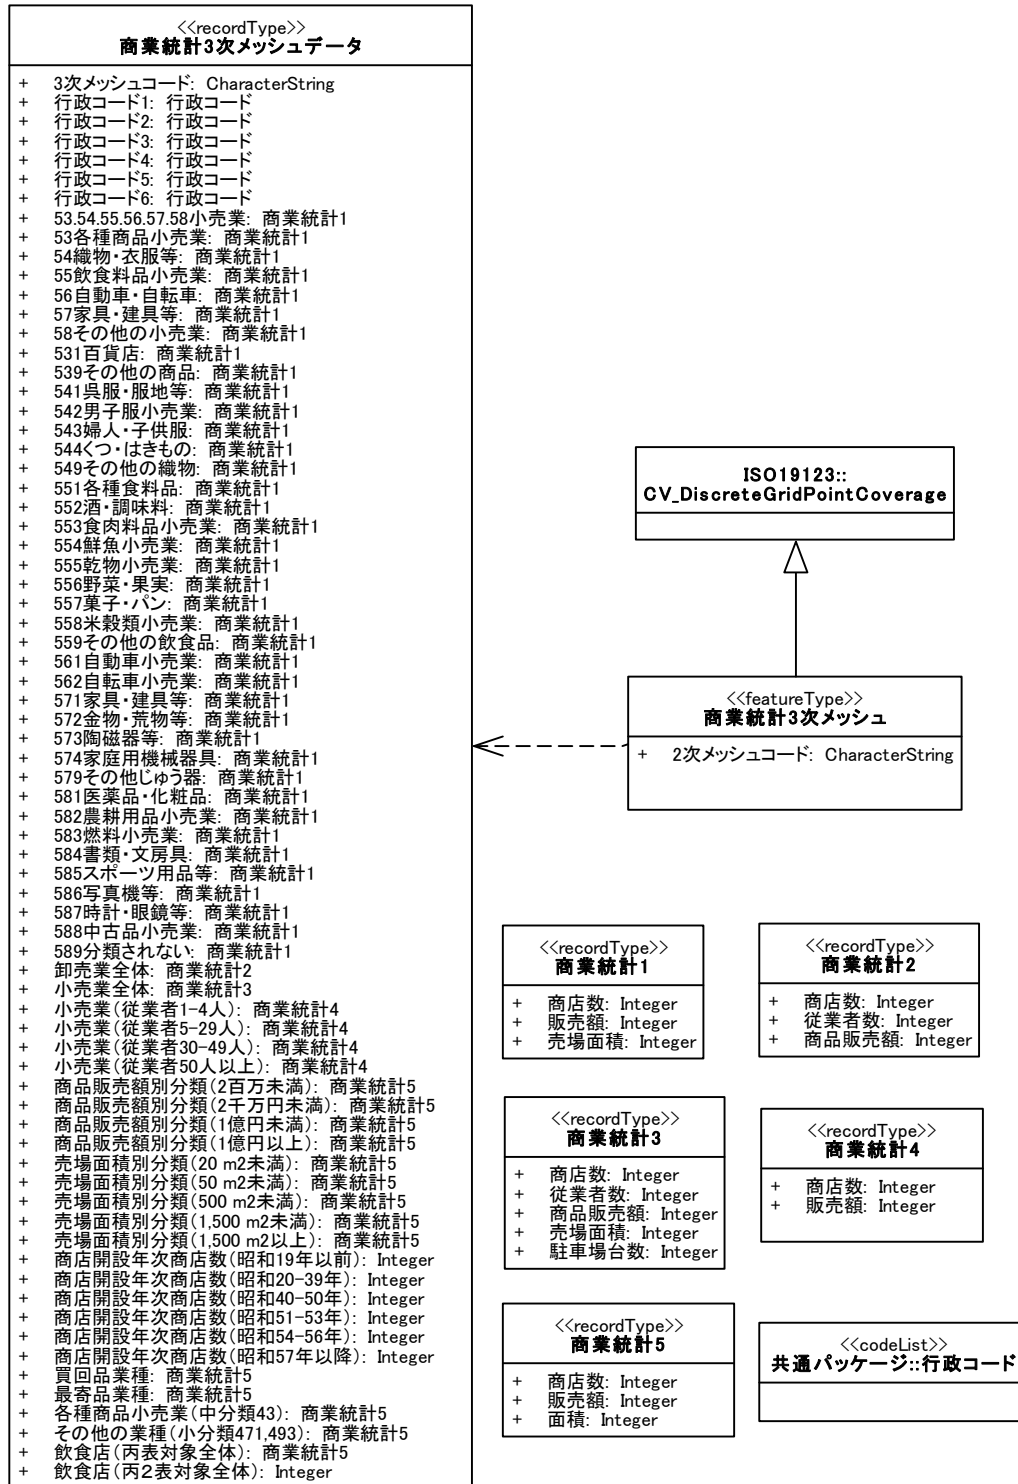 <<recordType>>
商業統計3次メッシュデータ
+ 3次メッシュコード: CharacterString
+ 行政コード1: 行政コード
+ 行政コード2: 行政コード
+ 行政コード3: 行政コード
+ 行政コード4: 行政コード
+ 行政コード5: 行政コード
+ 行政コード6: 行政コード
+ 53.54.55.56.57.58小売業: 商業統計1
+ 53各種商品小売業: 商業統計1
+ 54織物・衣服等: 商業統計1
+ 55飲食料品小売業: 商業統計1
+ 56自動車・自転車: 商業統計1
+ 57家具・建具等: 商業統計1
+ 58その他の小売業: 商業統計1
+ 531百貨店: 商業統計1
+ 539その他の商品: 商業統計1
+ 541呉服・服地等: 商業統計1
+ 542男子服小売業: 商業統計1
+ 543婦人・子供服: 商業統計1
+ 544くつ・はきもの: 商業統計1
+ 549その他の織物: 商業統計1
+ 551各種食料品: 商業統計1
+ 552酒・調味料: 商業統計1
+ 553食肉料品小売業: 商業統計1
+ 554鮮魚小売業: 商業統計1
+ 555乾物小売業: 商業統計1
+ 556野菜・果実: 商業統計1
+ 557菓子・パン: 商業統計1
+ 558米穀類小売業: 商業統計1
+ 559その他の飲食品: 商業統計1
+ 561自動車小売業: 商業統計1
+ 562自転車小売業: 商業統計1
+ 571家具・建具等: 商業統計1
+ 572金物・荒物等: 商業統計1
+ 573陶磁器等: 商業統計1
+ 574家庭用機械器具: 商業統計1
+ 579その他じゅう器: 商業統計1
+ 581医薬品・化粧品: 商業統計1
+ 582農耕用品小売業: 商業統計1
+ 583燃料小売業: 商業統計1
+ 584書類・文房具: 商業統計1
+ 585スポーツ用品等: 商業統計1
+ 586写真機等: 商業統計1
+ 587時計・眼鏡等: 商業統計1
+ 588中古品小売業: 商業統計1
+ 589分類されない: 商業統計1
+ 卸売業全体: 商業統計2
+ 小売業全体: 商業統計3
+ 小売業(従業者1-4人): 商業統計4
+ 小売業(従業者5-29人): 商業統計4
+ 小売業(従業者30-49人): 商業統計4
+ 小売業(従業者50人以上): 商業統計4
+ 商品販売額別分類(2百万未満): 商業統計5
+ 商品販売額別分類(2千万円未満): 商業統計5
+ 商品販売額別分類(1億円未満): 商業統計5
+ 商品販売額別分類(1億円以上): 商業統計5
+ 売場面積別分類(20 m2未満): 商業統計5
+ 売場面積別分類(50 m2未満): 商業統計5
+ 売場面積別分類(500 m2未満): 商業統計5
+ 売場面積別分類(1,500 m2未満): 商業統計5
+ 売場面積別分類(1,500 m2以上): 商業統計5
+ 商店開設年次商店数(昭和19年以前): Integer
+ 商店開設年次商店数(昭和20-39年): Integer
+ 商店開設年次商店数(昭和40-50年): Integer
+ 商店開設年次商店数(昭和51-53年): Integer
+ 商店開設年次商店数(昭和54-56年): Integer
+ 商店開設年次商店数(昭和57年以降): Integer
+ 買回品業種: 商業統計5
+ 最寄品業種: 商業統計5
+ 各種商品小売業(中分類43): 商業統計5
+ その他の業種(小分類471,493): 商業統計5
+ 飲食店(丙表対象全体): 商業統計5
+ 飲食店(丙2表対象全体): Integer
ISO19123::
CV_DiscreteGridPointCoverage
<<featureType>>
商業統計3次メッシュ
+ 2次メッシュコード: CharacterString
<<recordType>>
商業統計1
+ 商店数: Integer
+ 販売額: Integer
+ 売場面積: Integer
<<recordType>>
商業統計2
+ 商店数: Integer
+ 従業者数: Integer
+ 商品販売額: Integer
<<recordType>>
商業統計3
+ 商店数: Integer
+ 従業者数: Integer
+ 商品販売額: Integer
+ 売場面積: Integer
+ 駐車場台数: Integer
<<recordType>>
商業統計4
+ 商店数: Integer
+ 販売額: Integer
<<recordType>>
商業統計5
+ 商店数: Integer
+ 販売額: Integer
+ 面積: Integer
<<codeList>>
共通パッケージ::行政コード